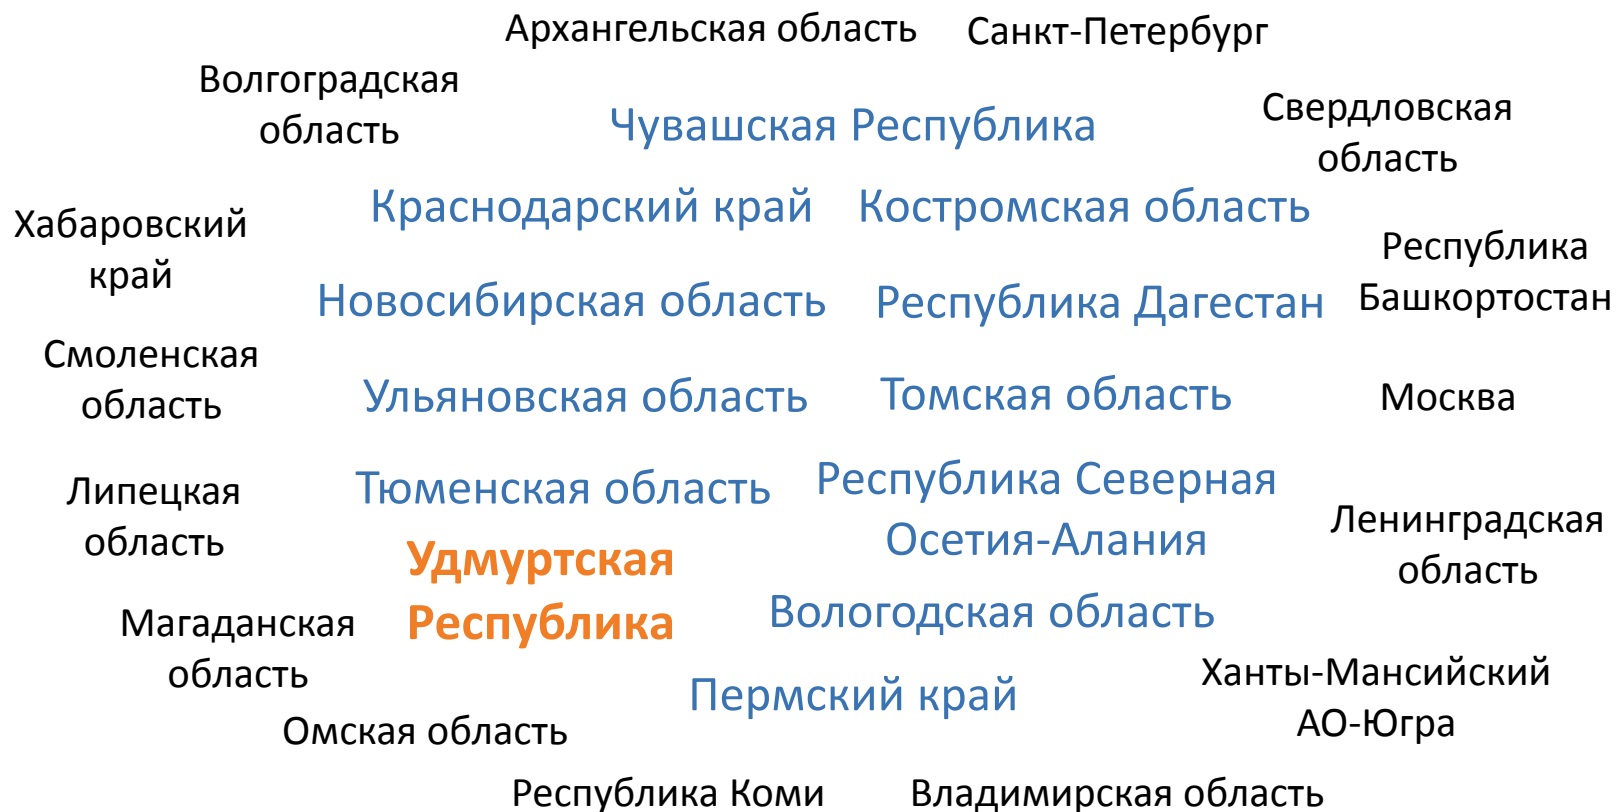 Архангельская область
Санкт-Петербург
Волгоградская
область
Чувашская Республика
Свердловская
область
Хабаровский
край
Краснодарский край
Костромская область
Республика
Башкортостан
Новосибирская область
Республика Дагестан
Смоленская
область
Ульяновская область
Томская область
Москва
Липецкая
область
Тюменская область
Республика Северная
Осетия-Алания
Ленинградская
область
Удмуртская
Республика
Магаданская
область
Вологодская область
Пермский край
Ханты-Мансийский
АО-Югра
Омская область
Республика Коми
Владимирская область